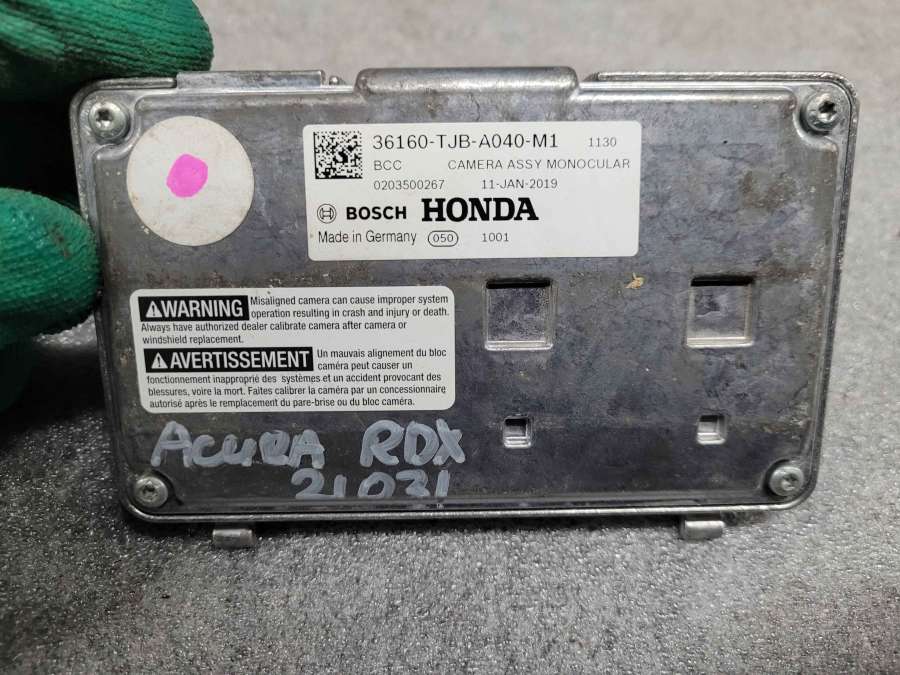 36160-TJB-A040-M1 1130
BCC CAMERA ASSY MONOCULAR
0203500267 11-JAN-2019
BOSCH HONDA
Made in Germany 050 1001
WARNING Misaligned camera can cause improper system
operation resulting in crash and injury or death.
Always have authorized dealer calibrate camera after camera or
windshield replacement.
AVERTISSEMENT Un mauvais alignement du bloc
caméra peut causer un
fonctionnement inapproprié des systèmes et un accident provocant des
blessures, voire la mort. Faites calibrer la caméra par un concessionnaire
autorisé après le remplacement du pare-brise ou du bloc caméra.
ACURA RDX
21031